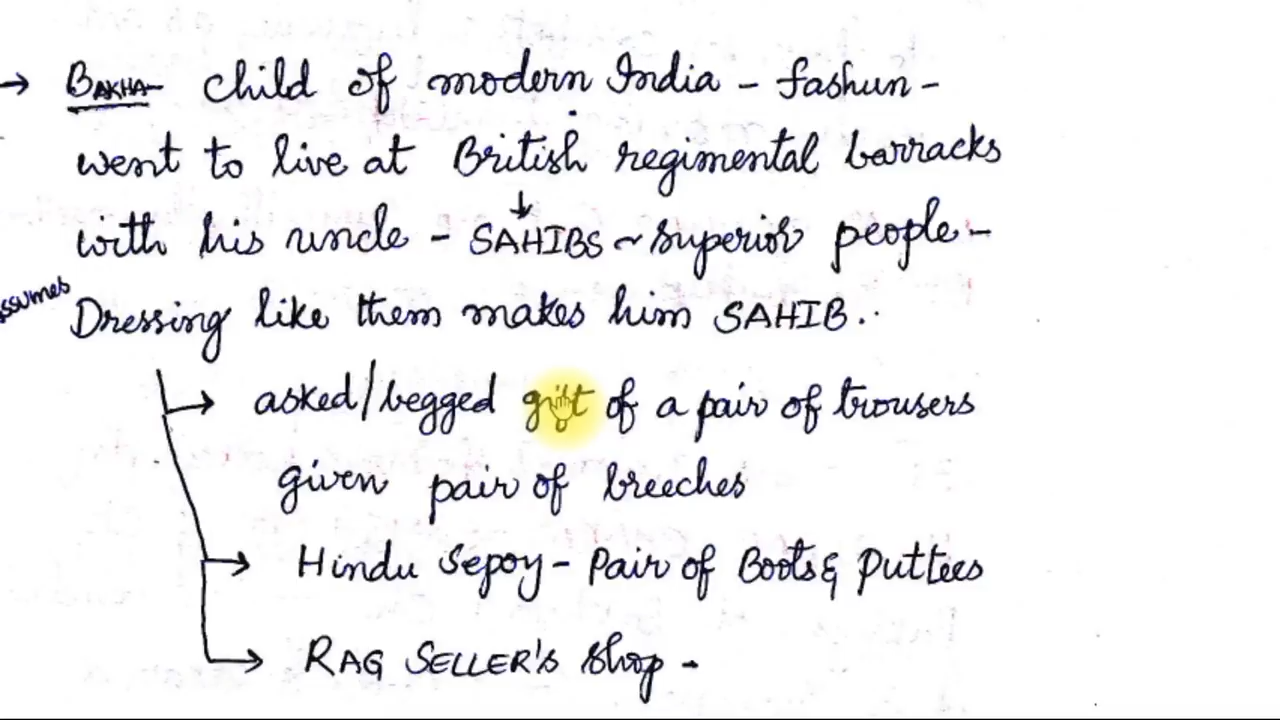 → BAKHA- child of modern India - fashun -
went to live at British regimental barracks
with his uncle - SAHIBS ~ superior people -
Dressing like them makes him SAHIB..
→ asked/begged gift of a pair of trousers
given pair of breeches
→ Hindu Sepoy - Pair of Boots & Puttees
→ RAG SELLER'S Shop -